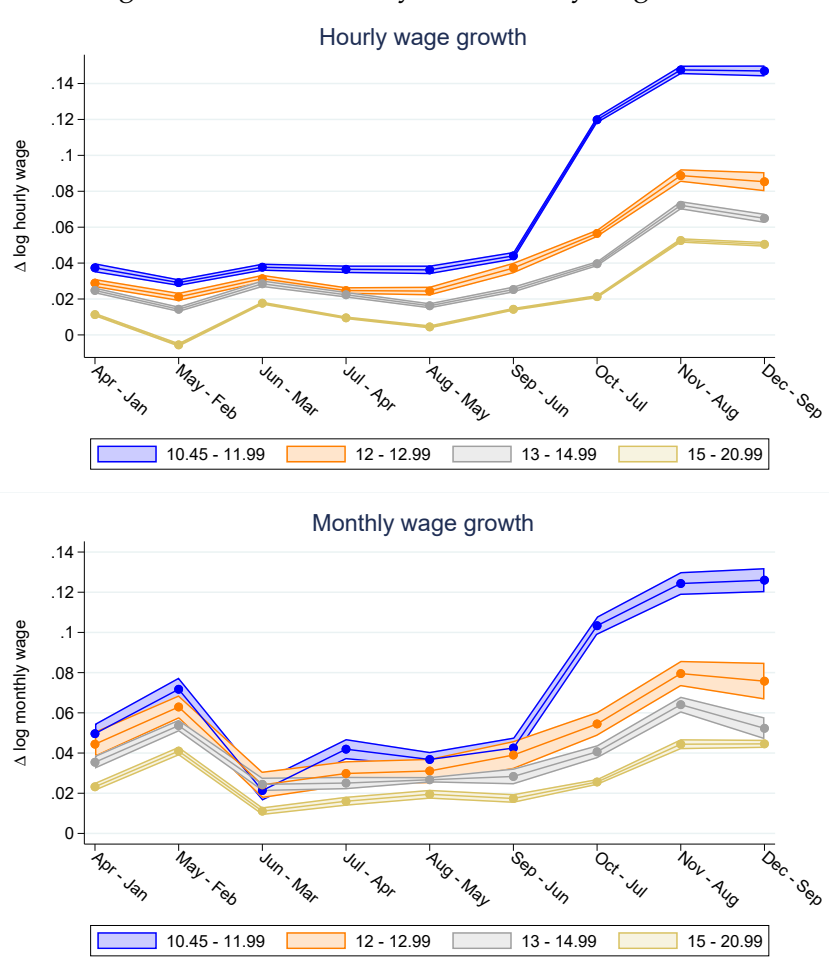 Hourly wage growth
Δ log hourly wage
.14
.12
.1
.08
.06
.04
.02
0
Apr - Jan
May - Feb
Jun - Mar
Jul - Apr
Aug - May
Sep - Jun
Oct - Jul
Nov - Aug
Dec - Sep
10.45 - 11.99 12 - 12.99 13 - 14.99 15 - 20.99
Monthly wage growth
Δ log monthly wage
.14
.12
.1
.08
.06
.04
.02
0
Apr - Jan
May - Feb
Jun - Mar
Jul - Apr
Aug - May
Sep - Jun
Oct - Jul
Nov - Aug
Dec - Sep
10.45 - 11.99 12 - 12.99 13 - 14.99 15 - 20.99